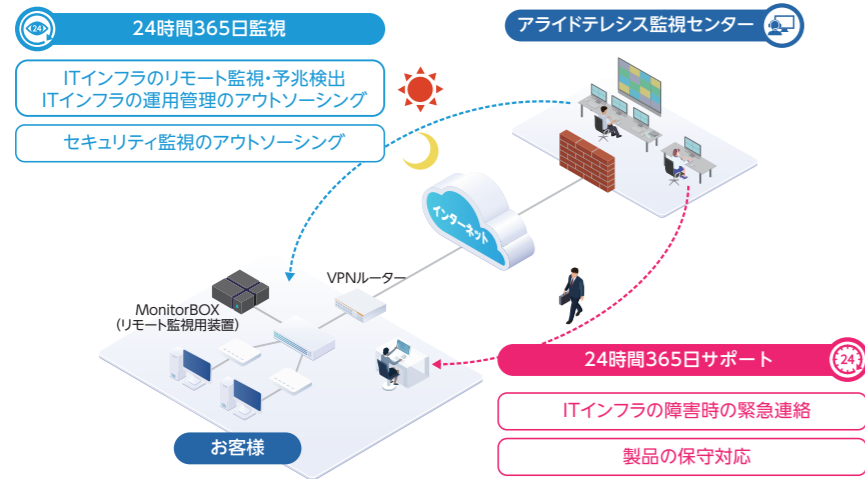 24
24時間365日監視
アライドテレシス監視センター
ITインフラのリモート監視・予兆検出
ITインフラの運用管理のアウトソーシング
セキュリティ監視のアウトソーシング
インターネット
VPNルーター
MonitorBOX
(リモート監視用装置)
24時間365日サポート
24
ITインフラの障害時の緊急連絡
お客様
製品の保守対応